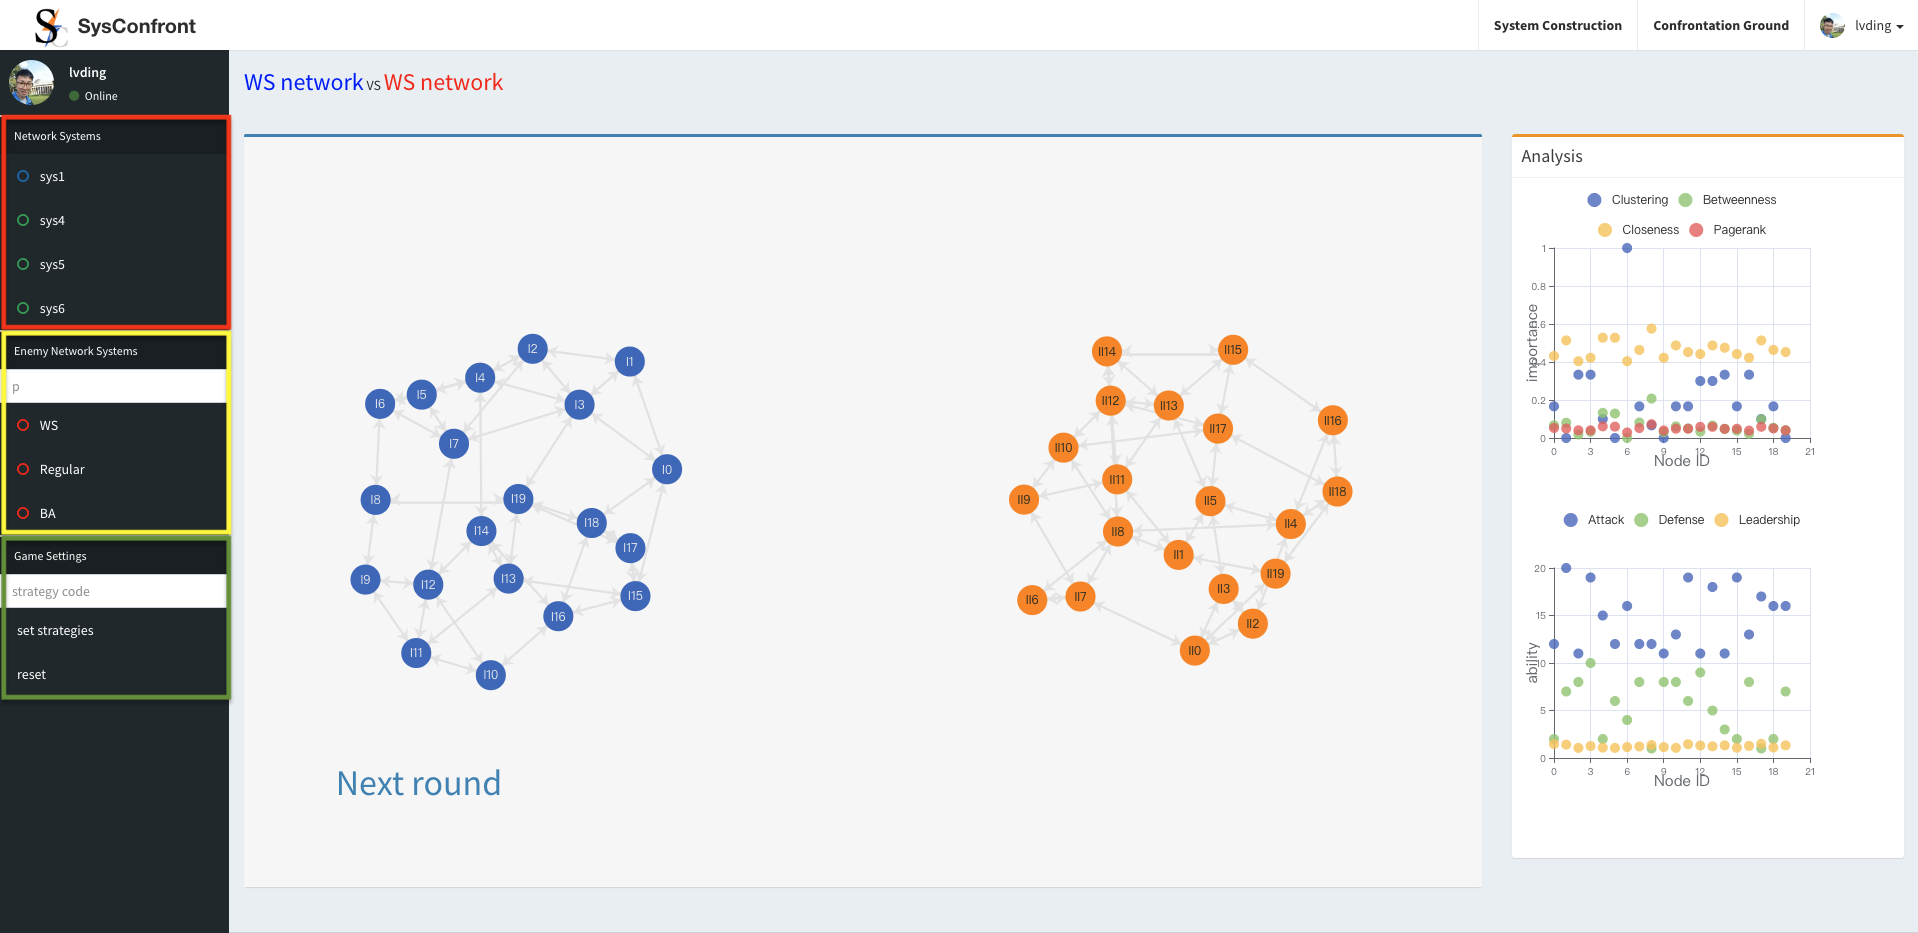 SysConfront
System Construction
Confrontation Ground
lvding
lvding
Online
Network Systems
sys1
sys4
sys5
sys6
Enemy Network Systems
p
WS
Regular
BA
Game Settings
strategy code
set strategies
reset
WS network vs WS network
I2
I1
I4
I5
I6
I3
I7
I0
I8
I19
I18
I14
I17
I9
I12
I13
I15
I16
I11
I10
II14
II15
II12
II13
II16
II17
II10
II11
II18
II9
II5
II4
II8
II1
II19
II3
II6
II7
II2
II0
Next round
Analysis
Clustering
Betweenness
Closeness
Pagerank
importance
1
0.8
0.6
0.4
0.2
0
0 3 6 9 12 15 18 21
Node ID
Attack
Defense
Leadership
ability
20
15
10
5
0
0 3 6 9 12 15 18 21
Node ID